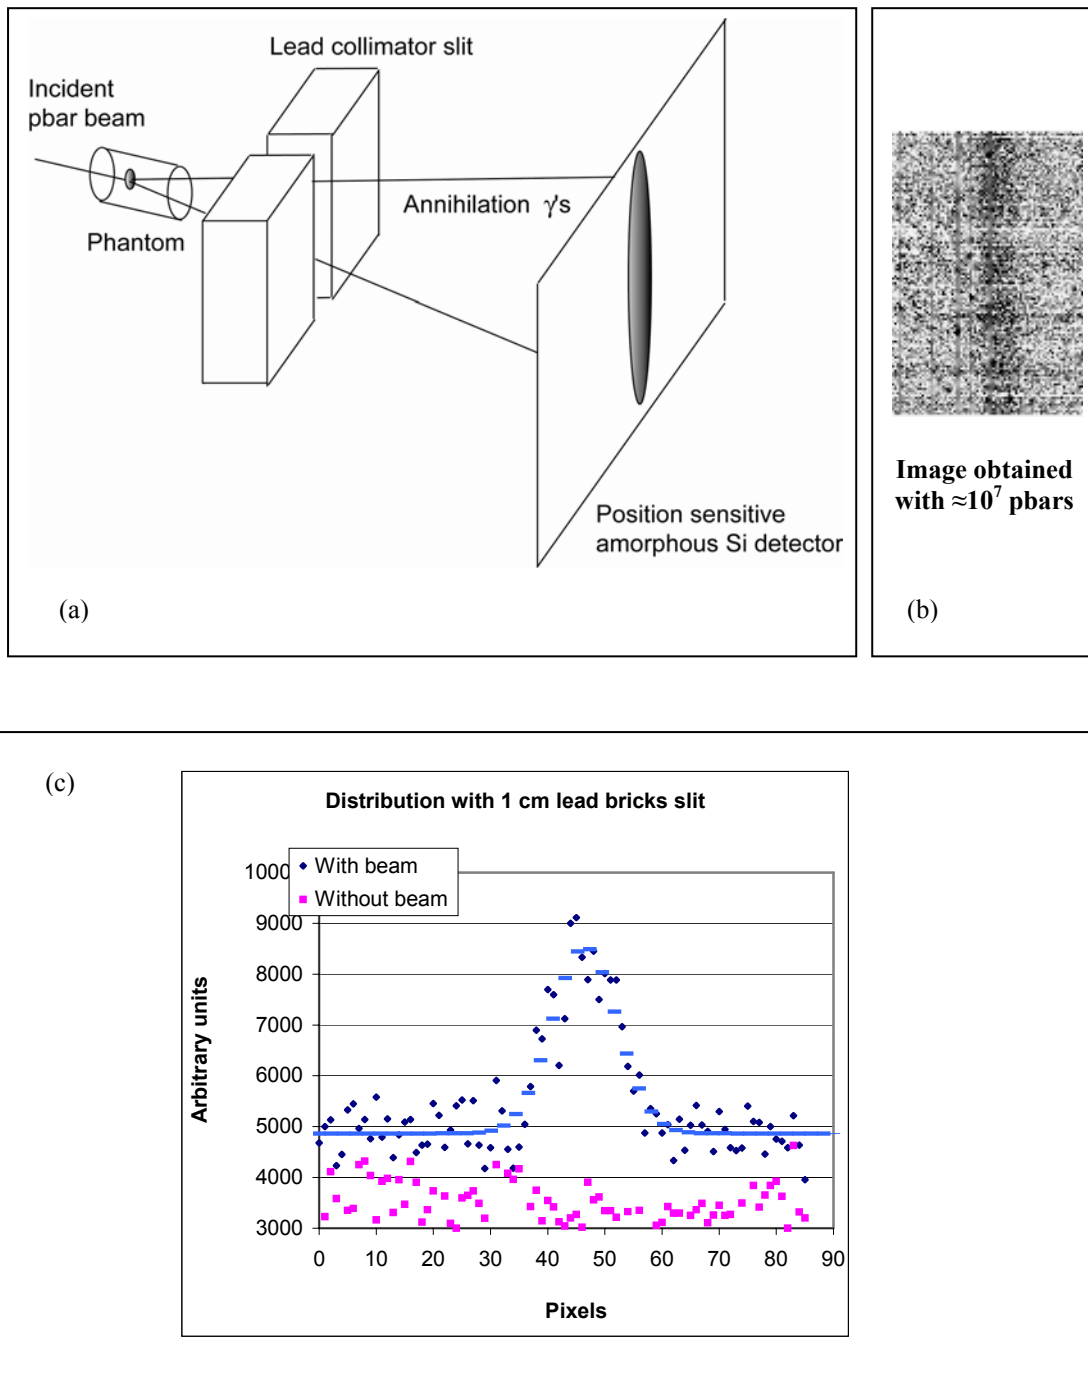 Lead collimator slit
Incident
pbar beam
Annihilation γ's
Phantom
Position sensitive
amorphous Si detector
(a)
Image obtained
with ≈10⁷ pbars
(b)
(c)
Distribution with 1 cm lead bricks slit
With beam
Without beam
1000
9000
8000
7000
6000
5000
4000
3000
Arbitrary units
0 10 20 30 40 50 60 70 80 90
Pixels